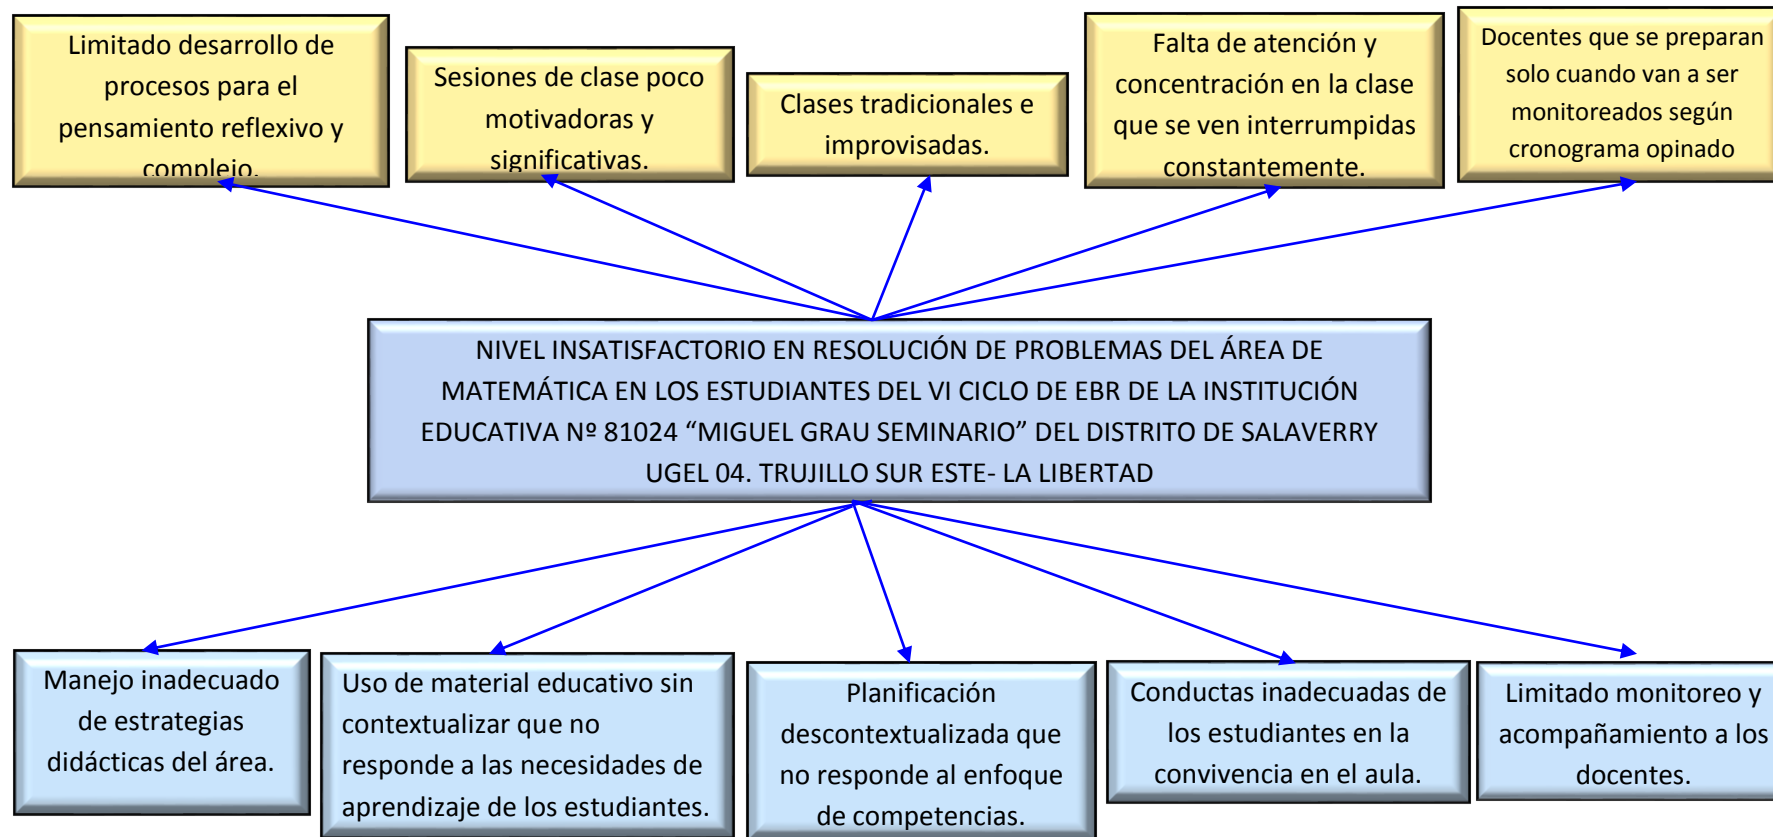 Limitado desarrollo de
procesos para el
pensamiento reflexivo y
complejo.
Sesiones de clase poco
motivadoras y
significativas.
Clases tradicionales e
improvisadas.
Falta de atención y
concentración en la clase
que se ven interrumpidas
constantemente.
Docentes que se preparan
solo cuando van a ser
monitoreados según
cronograma opinado
NIVEL INSATISFACTORIO EN RESOLUCIÓN DE PROBLEMAS DEL ÁREA DE
MATEMÁTICA EN LOS ESTUDIANTES DEL VI CICLO DE EBR DE LA INSTITUCIÓN
EDUCATIVA Nº 81024 “MIGUEL GRAU SEMINARIO” DEL DISTRITO DE SALAVERRY
UGEL 04. TRUJILLO SUR ESTE- LA LIBERTAD
Manejo inadecuado
de estrategias
didácticas del área.
Uso de material educativo sin
contextualizar que no
responde a las necesidades de
aprendizaje de los estudiantes.
Planificación
descontextualizada que
no responde al enfoque
de competencias.
Conductas inadecuadas de
los estudiantes en la
convivencia en el aula.
Limitado monitoreo y
acompañamiento a los
docentes.